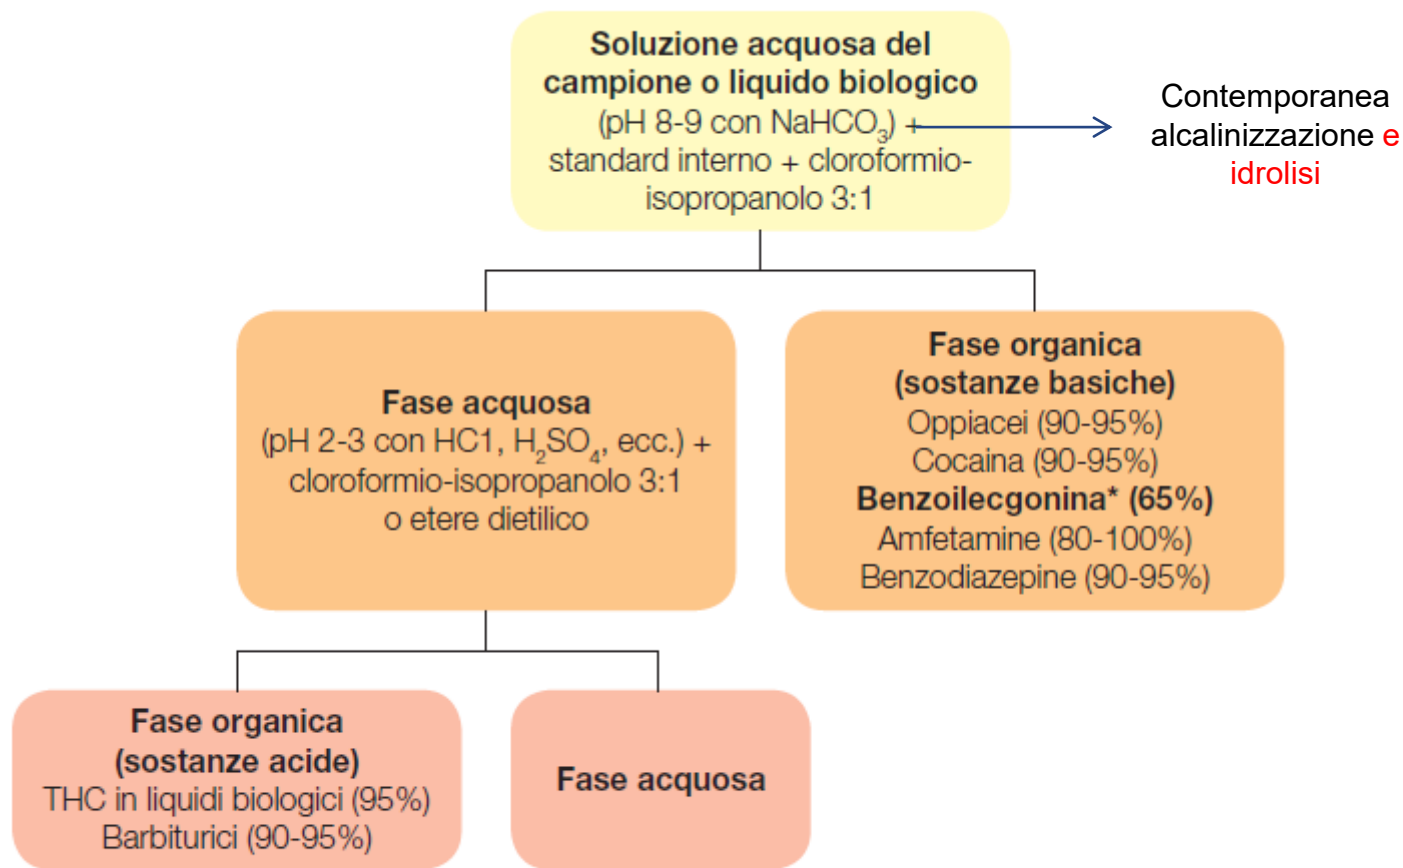 Soluzione acquosa del
campione o liquido biologico
(pH 8-9 con NaHCO₃) +
standard interno + cloroformio-
isopropanolo 3:1
Contemporanea
alcalinizzazione e
idrolisi
Fase acquosa
(pH 2-3 con HC1, H₂SO₄, ecc.) +
cloroformio-isopropanolo 3:1
o etere dietilico
Fase organica
(sostanze basiche)
Oppiacei (90-95%)
Cocaina (90-95%)
Benzoilecgonina* (65%)
Amfetamine (80-100%)
Benzodiazepine (90-95%)
Fase organica
(sostanze acide)
THC in liquidi biologici (95%)
Barbiturici (90-95%)
Fase acquosa